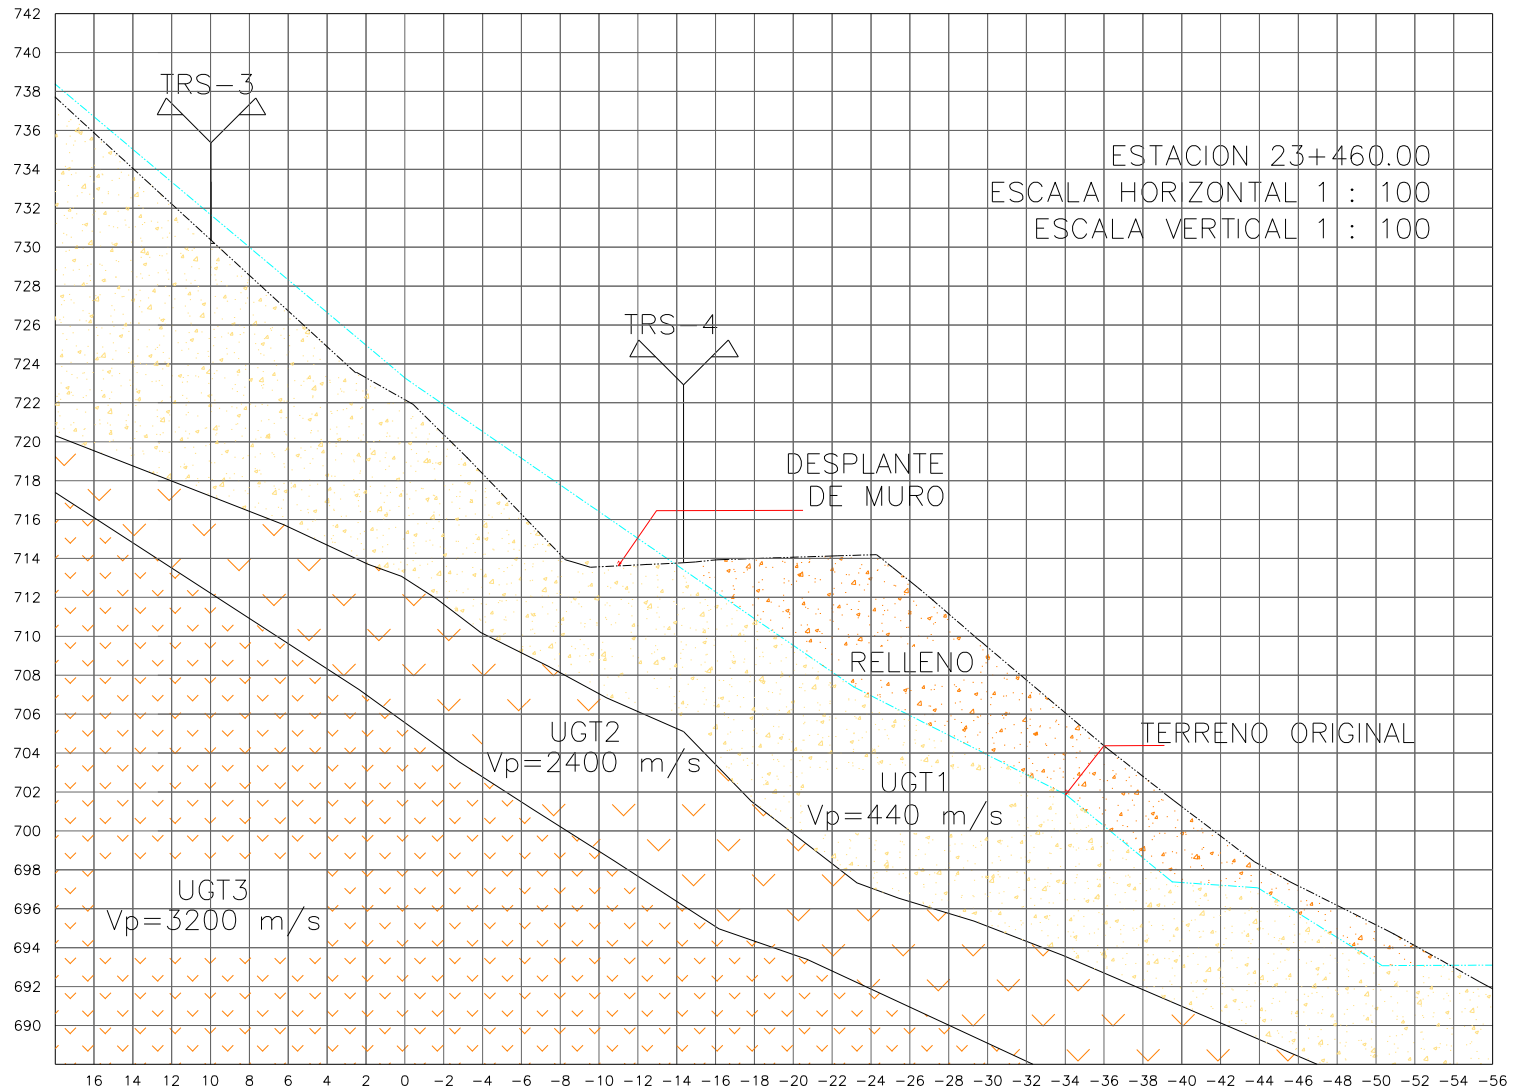 742
740
738
736
734
732
730
728
726
724
722
720
718
716
714
712
710
708
706
704
702
700
698
696
694
692
690
TRS-3
ESTACION 23+460.00
ESCALA HORIZONTAL 1 : 100
ESCALA VERTICAL 1 : 100
TRS-4
DESPLANTE
DE MURO
RELLENO
TERRENO ORIGINAL
UGT2
Vp=2400 m/s
UGT1
Vp=440 m/s
UGT3
Vp=3200 m/s
16 14 12 10 8 6 4 2 0 -2 -4 -6 -8 -10 -12 -14 -16 -18 -20 -22 -24 -26 -28 -30 -32 -34 -36 -38 -40 -42 -44 -46 -48 -50 -52 -54 -56